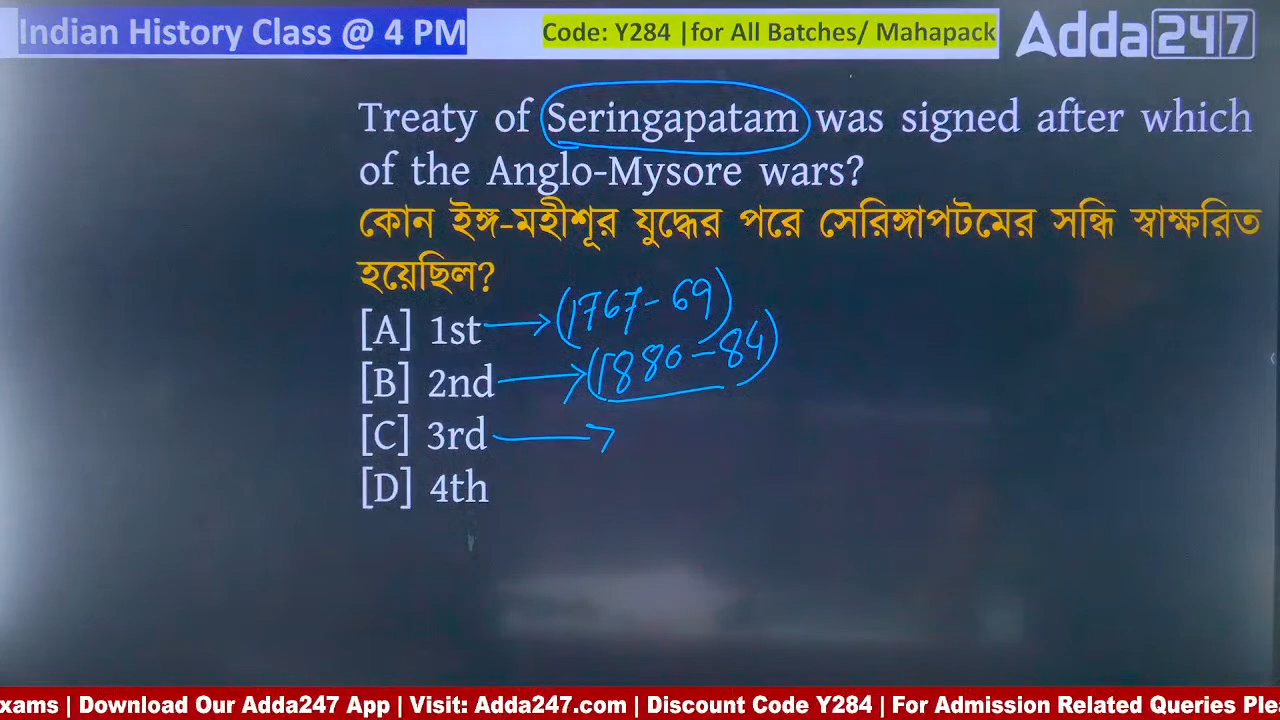 Indian History Class @ 4 PM
Code: Y284 |for All Batches/ Mahapack
Adda247
Treaty of Seringapatam was signed after which
of the Anglo-Mysore wars?
কোন ইঙ্গ-মহীশূর যুদ্ধের পরে সেরিঙ্গাপটমের সন্ধি স্বাক্ষরিত
হয়েছিল?
[A] 1st → (1767-69)
[B] 2nd → (1880-84)
[C] 3rd →
[D] 4th
xams | Download Our Adda247 App | Visit: Adda247.com | Discount Code Y284 | For Admission Related Queries Plea